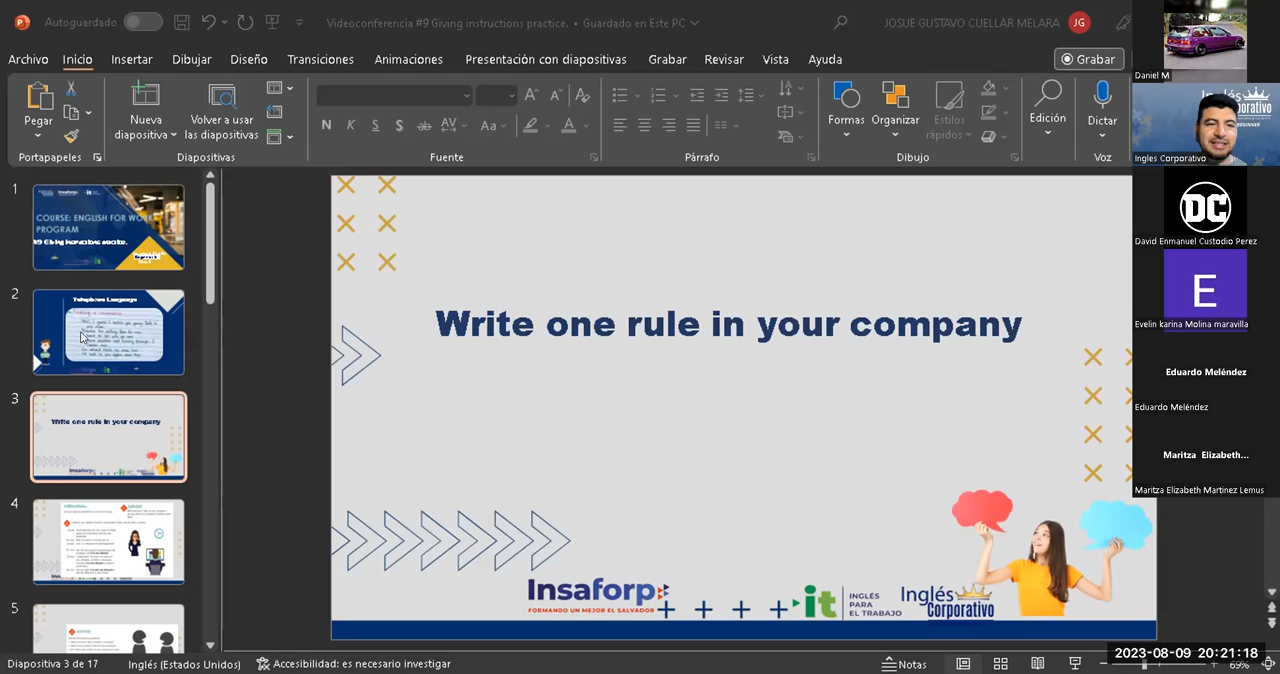 Autoguardado
Videoconferencia #9 Giving instructions practice. • Guardado en Este PC
JOSUE GUSTAVO CUELLAR MELARA
JG
Archivo Inicio Insertar Dibujar Diseño Transiciones Animaciones Presentación con diapositivas Grabar Revisar Vista Ayuda
Grabar
Pegar
Nueva diapositiva
Volver a usar las diapositivas
N K S S ab AV Aa A
Formas
Organizar
Estilos rápidos
Edición
Dictar
Portapapeles
Diapositivas
Fuente
Párrafo
Dibujo
Voz
1
COURSE: ENGLISH FOR WORK
PROGRAM
2
Telephone Language
3
Write one rule in your company
4
5
Write one rule in your company
Insaforp
FORMANDO UN MEJOR EL SALVADOR
it
INGLÉS
PARA
EL TRABAJO
Inglés
Corporativo
Daniel M
Ingles Corporativo
DC
David Enmanuel Custodio Perez
E
Evelin karina Molina maravilla
Eduardo Meléndez
Eduardo Meléndez
Maritza Elizabeth...
Maritza Elizabeth Martinez Lemus
Diapositiva 3 de 17
Inglés (Estados Unidos)
Accesibilidad: es necesario investigar
Notas
2023-08-09 20:21:18
69%